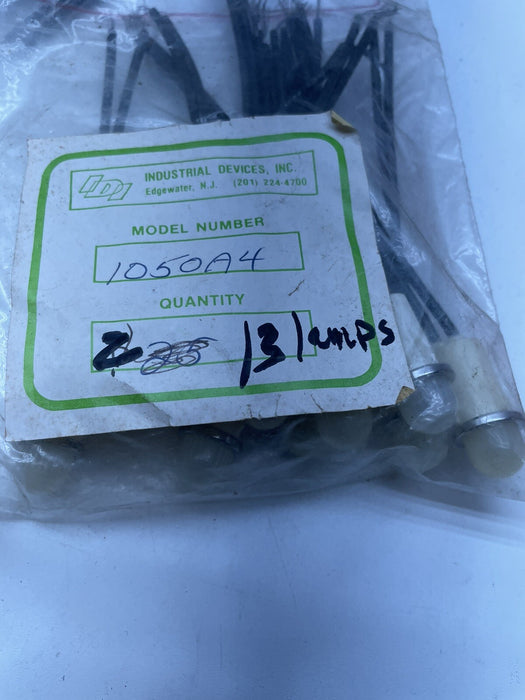 IDI INDUSTRIAL DEVICES, INC.
Edgewater, N.J. (201) 224-4700
MODEL NUMBER
1050A4
QUANTITY
13 lamps